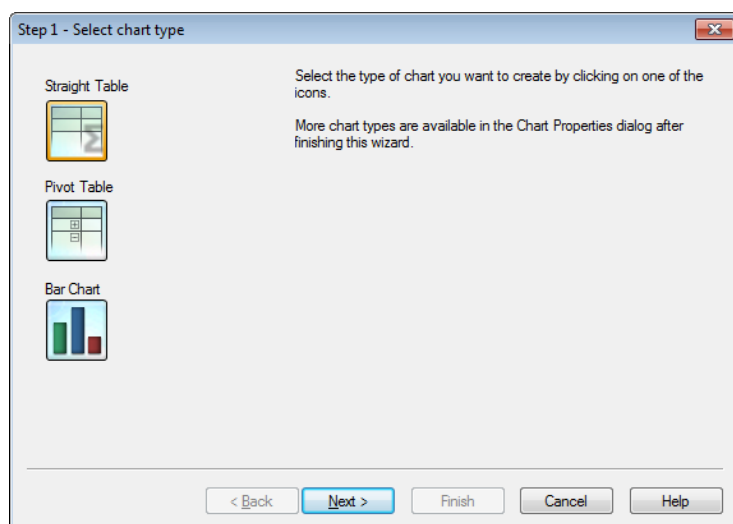 Step 1 - Select chart type
Straight Table
Select the type of chart you want to create by clicking on one of the
icons.
More chart types are available in the Chart Properties dialog after
finishing this wizard.
Σ
Pivot Table
Bar Chart
< Back
Next >
Finish
Cancel
Help